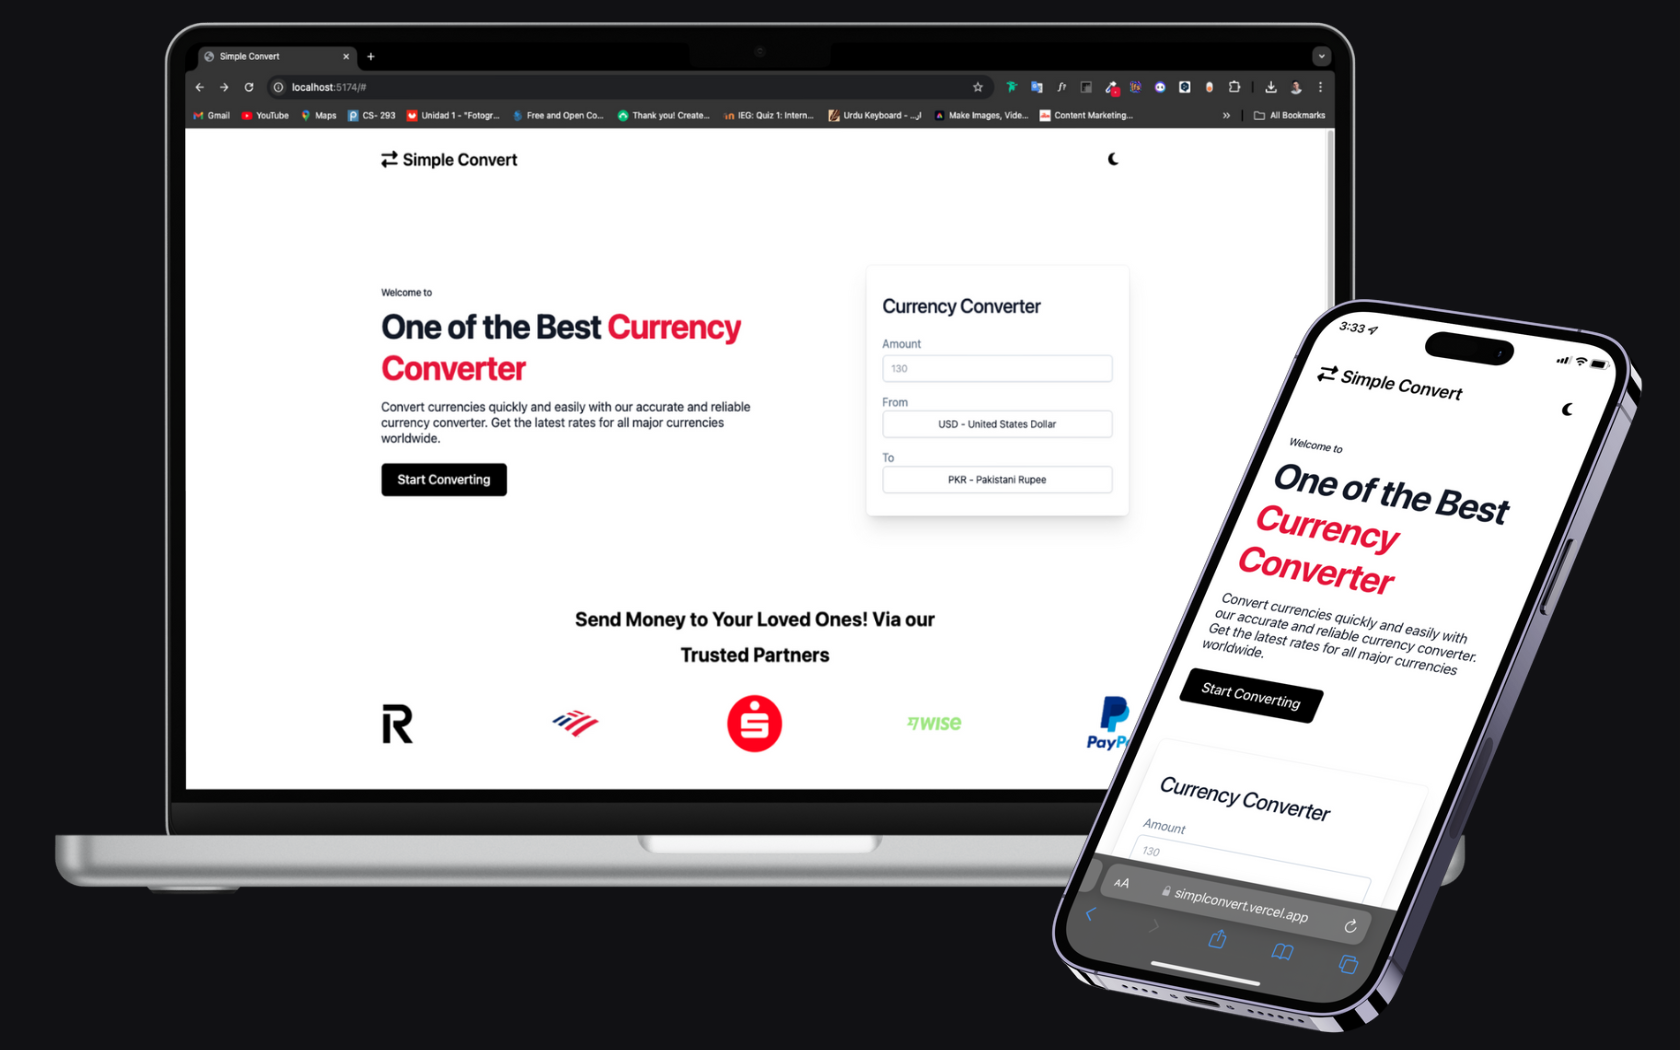 Simple Convert
localhost:5174/#
Gmail YouTube Maps CS- 293 Unidad 1 - "Fotogr... Free and Open Co... Thank you! Create... IEG: Quiz 1: Intern... Urdu Keyboard - ... Make Images, Vide... Content Marketing... » All Bookmarks
Simple Convert
Welcome to
One of the Best Currency
Converter
Convert currencies quickly and easily with our accurate and reliable
currency converter. Get the latest rates for all major currencies
worldwide.
Start Converting
Currency Converter
Amount
130
From
USD - United States Dollar
To
PKR - Pakistani Rupee
Send Money to Your Loved Ones! Via our
Trusted Partners
R
S
WISE
PayP
3:33
Simple Convert
Welcome to
One of the Best
Currency
Converter
Convert currencies quickly and easily with
our accurate and reliable currency converter.
Get the latest rates for all major currencies
worldwide.
Start Converting
Currency Converter
Amount
130
AA simplconvert.vercel.app